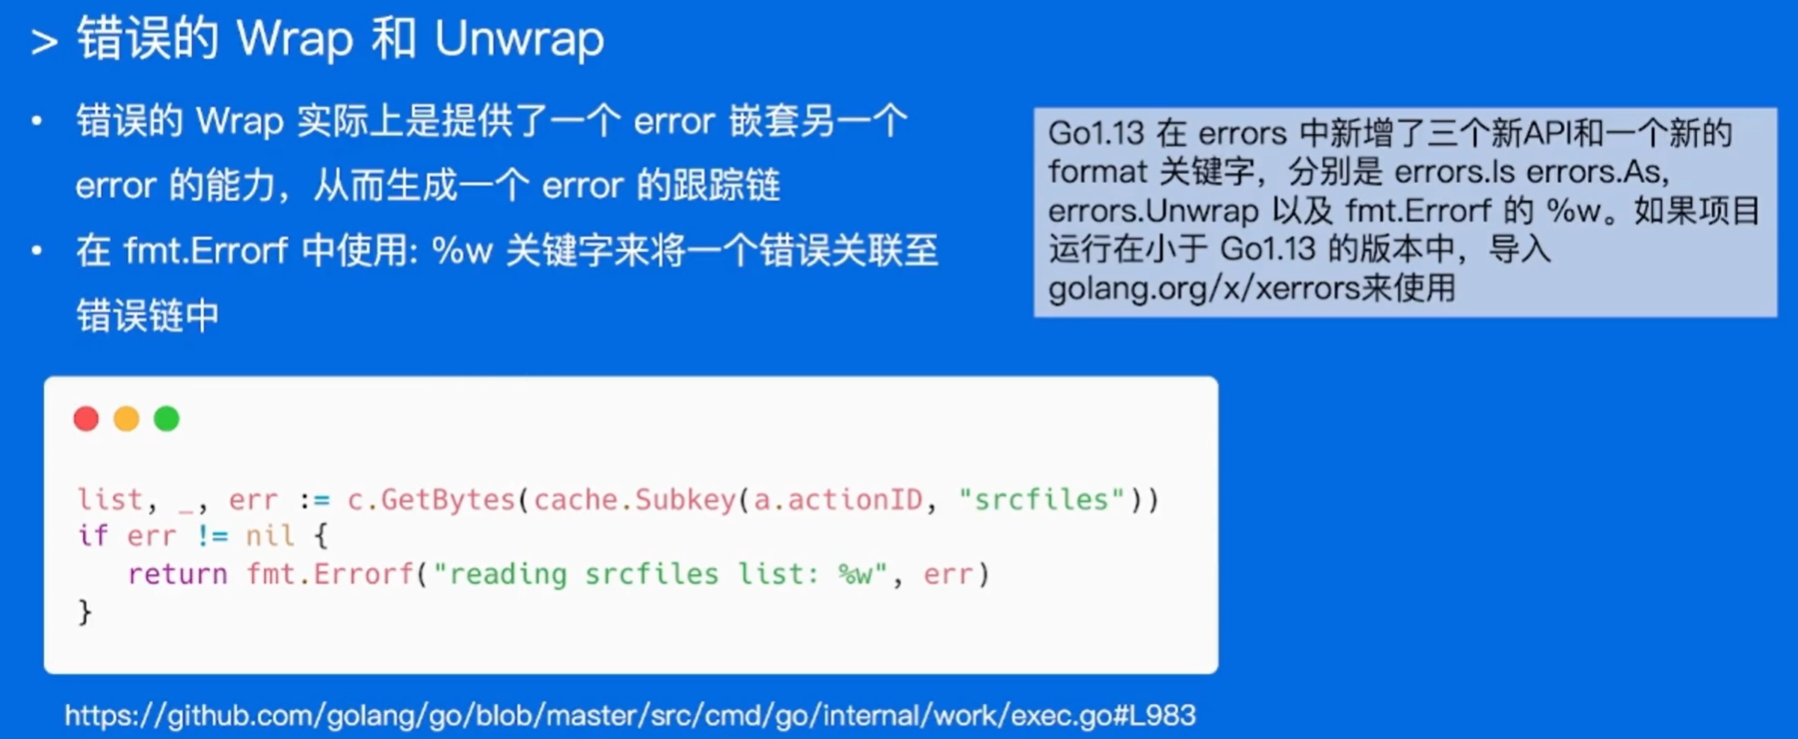 > 错误的 Wrap 和 Unwrap
• 错误的 Wrap 实际上是提供了一个 error 嵌套另一个
error 的能力，从而生成一个 error 的跟踪链
• 在 fmt.Errorf 中使用: %w 关键字来将一个错误关联至
错误链中
Go1.13 在 errors 中新增了三个新API和一个新的
format 关键字，分别是 errors.Is errors.As,
errors.Unwrap 以及 fmt.Errorf 的 %w。如果项目
运行在小于 Go1.13 的版本中，导入
golang.org/x/xerrors来使用
list, _, err := c.GetBytes(cache.Subkey(a.actionID, "srcfiles"))
if err != nil {
   return fmt.Errorf("reading srcfiles list: %w", err)
}
https://github.com/golang/go/blob/master/src/cmd/go/internal/work/exec.go#L983